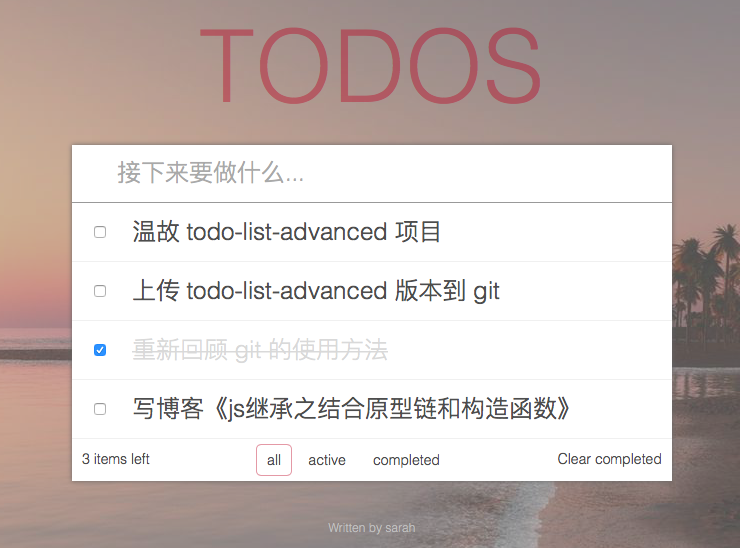 TODOS
接下来要做什么...
温故 todo-list-advanced 项目
上传 todo-list-advanced 版本到 git
重新回顾 git 的使用方法
写博客《js继承之结合原型链和构造函数》
3 items left all active completed Clear completed
Written by sarah